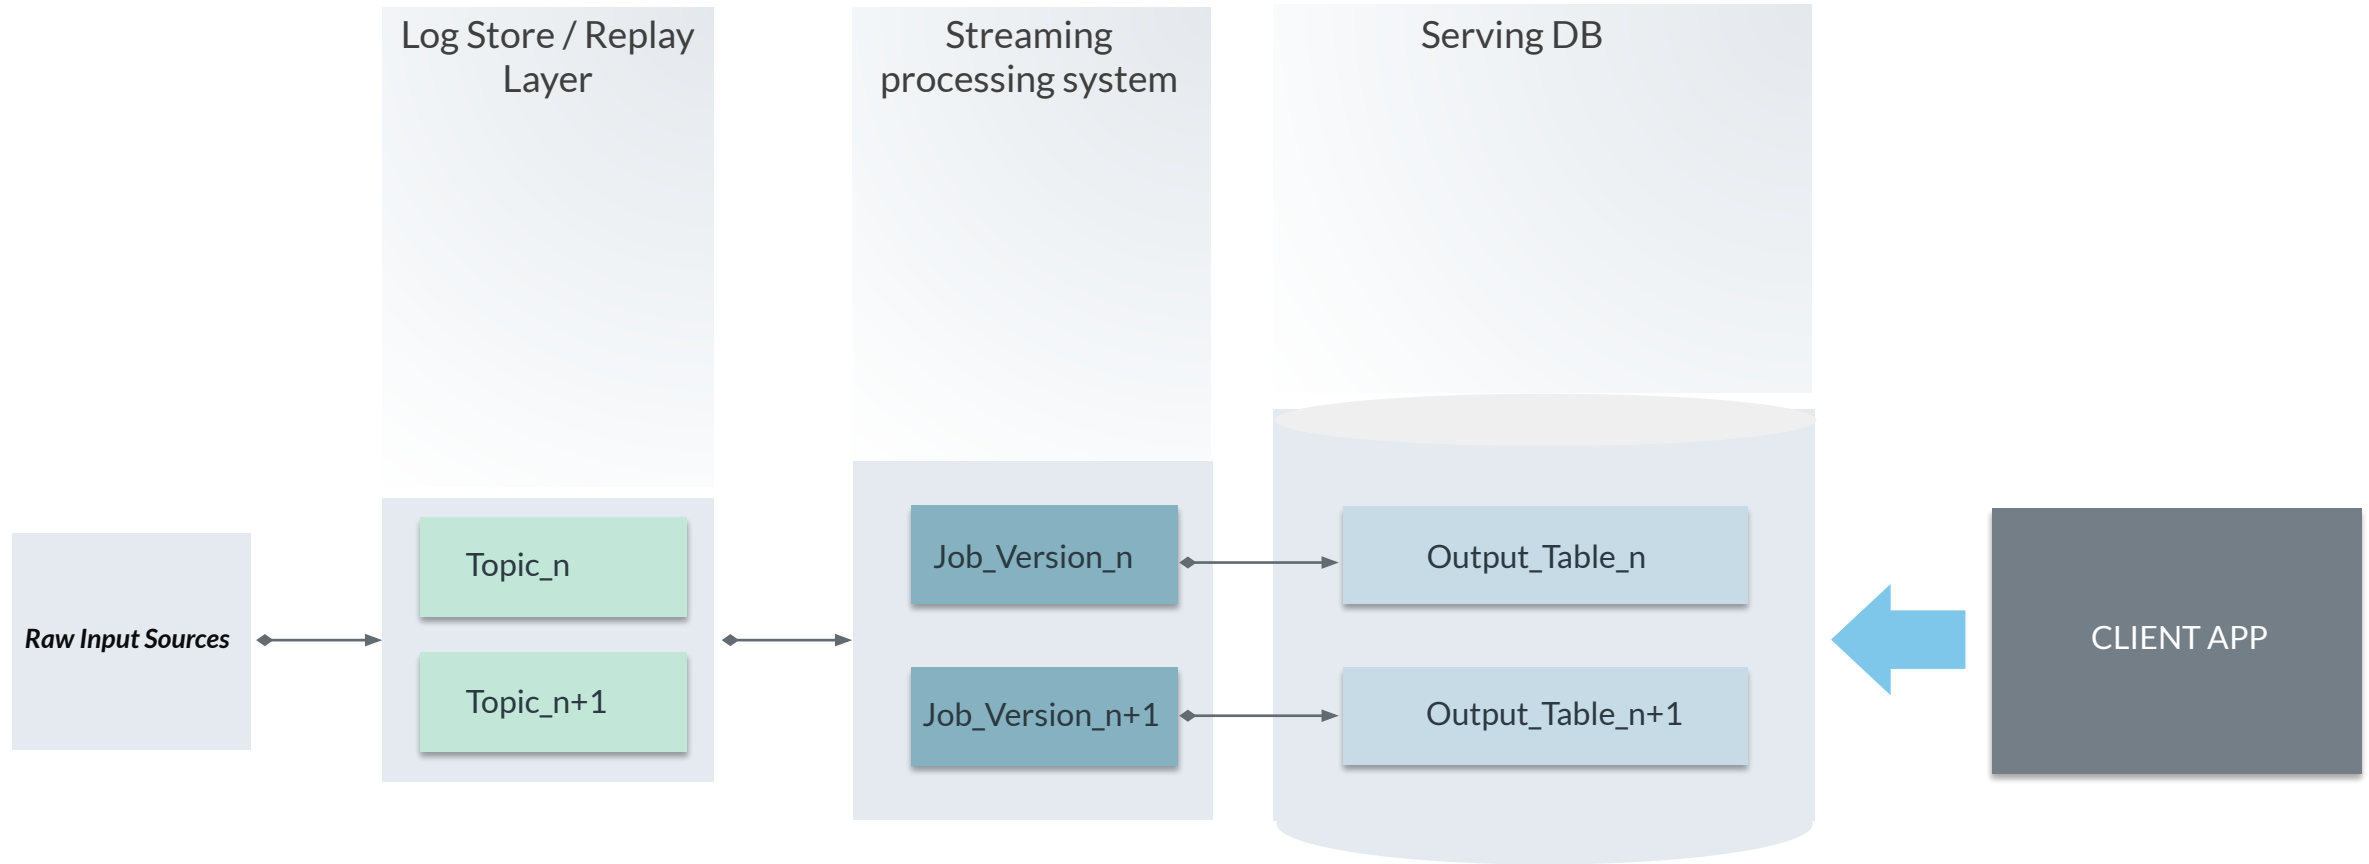 Log Store / Replay
Layer
Streaming
processing system
Serving DB
Raw Input Sources
Topic_n
Topic_n+1
Job_Version_n
Job_Version_n+1
Output_Table_n
Output_Table_n+1
CLIENT APP